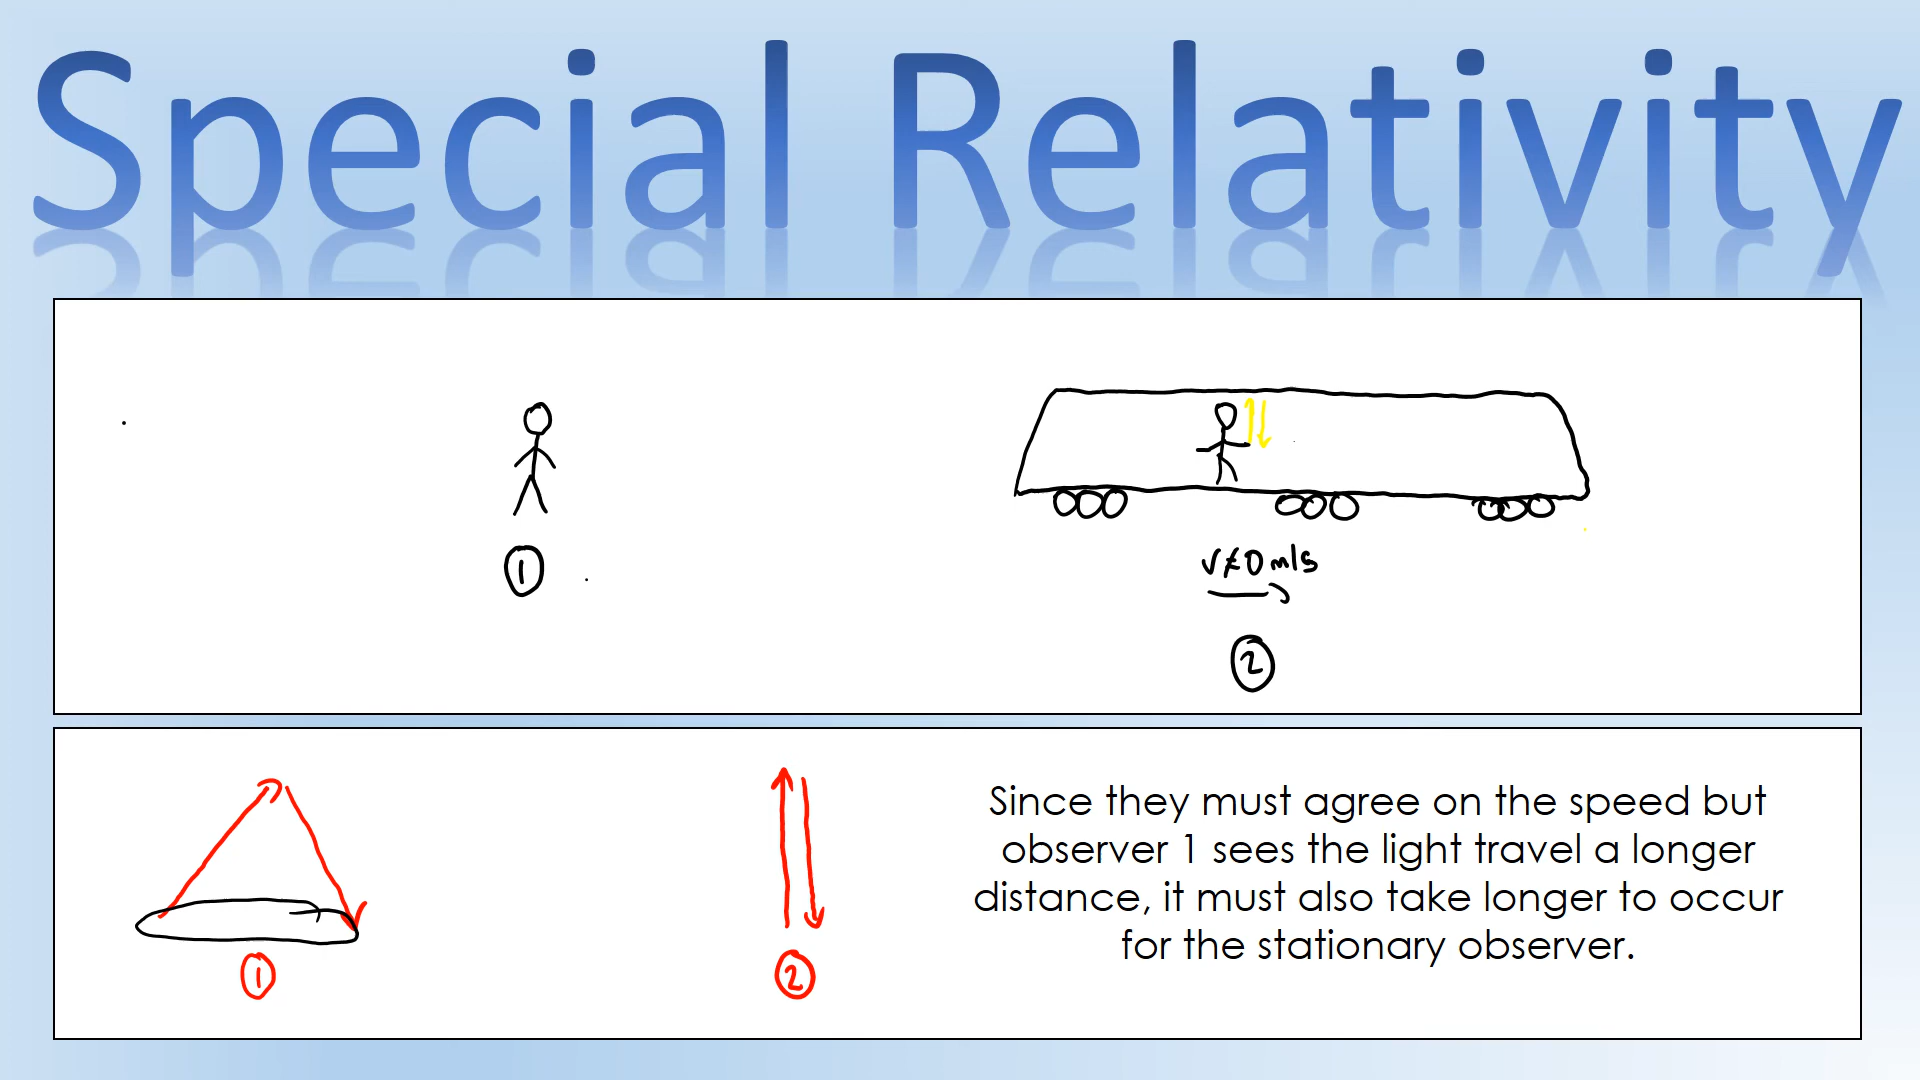 Special Relativity
1
v≠0 m/s
2
Since they must agree on the speed but
observer 1 sees the light travel a longer
distance, it must also take longer to occur
for the stationary observer.
1
2